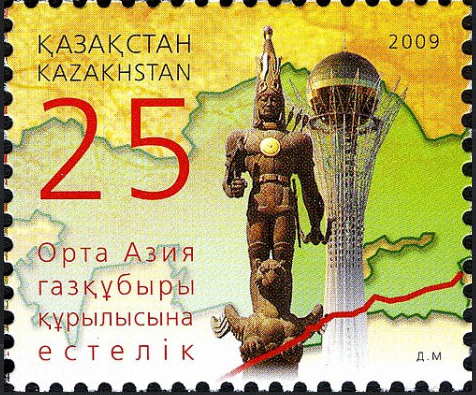 ҚАЗАҚСТАН
KAZAKHSTAN
2009
25
Орта Азия
газқұбыры
құрылысына
естелік
Д.М